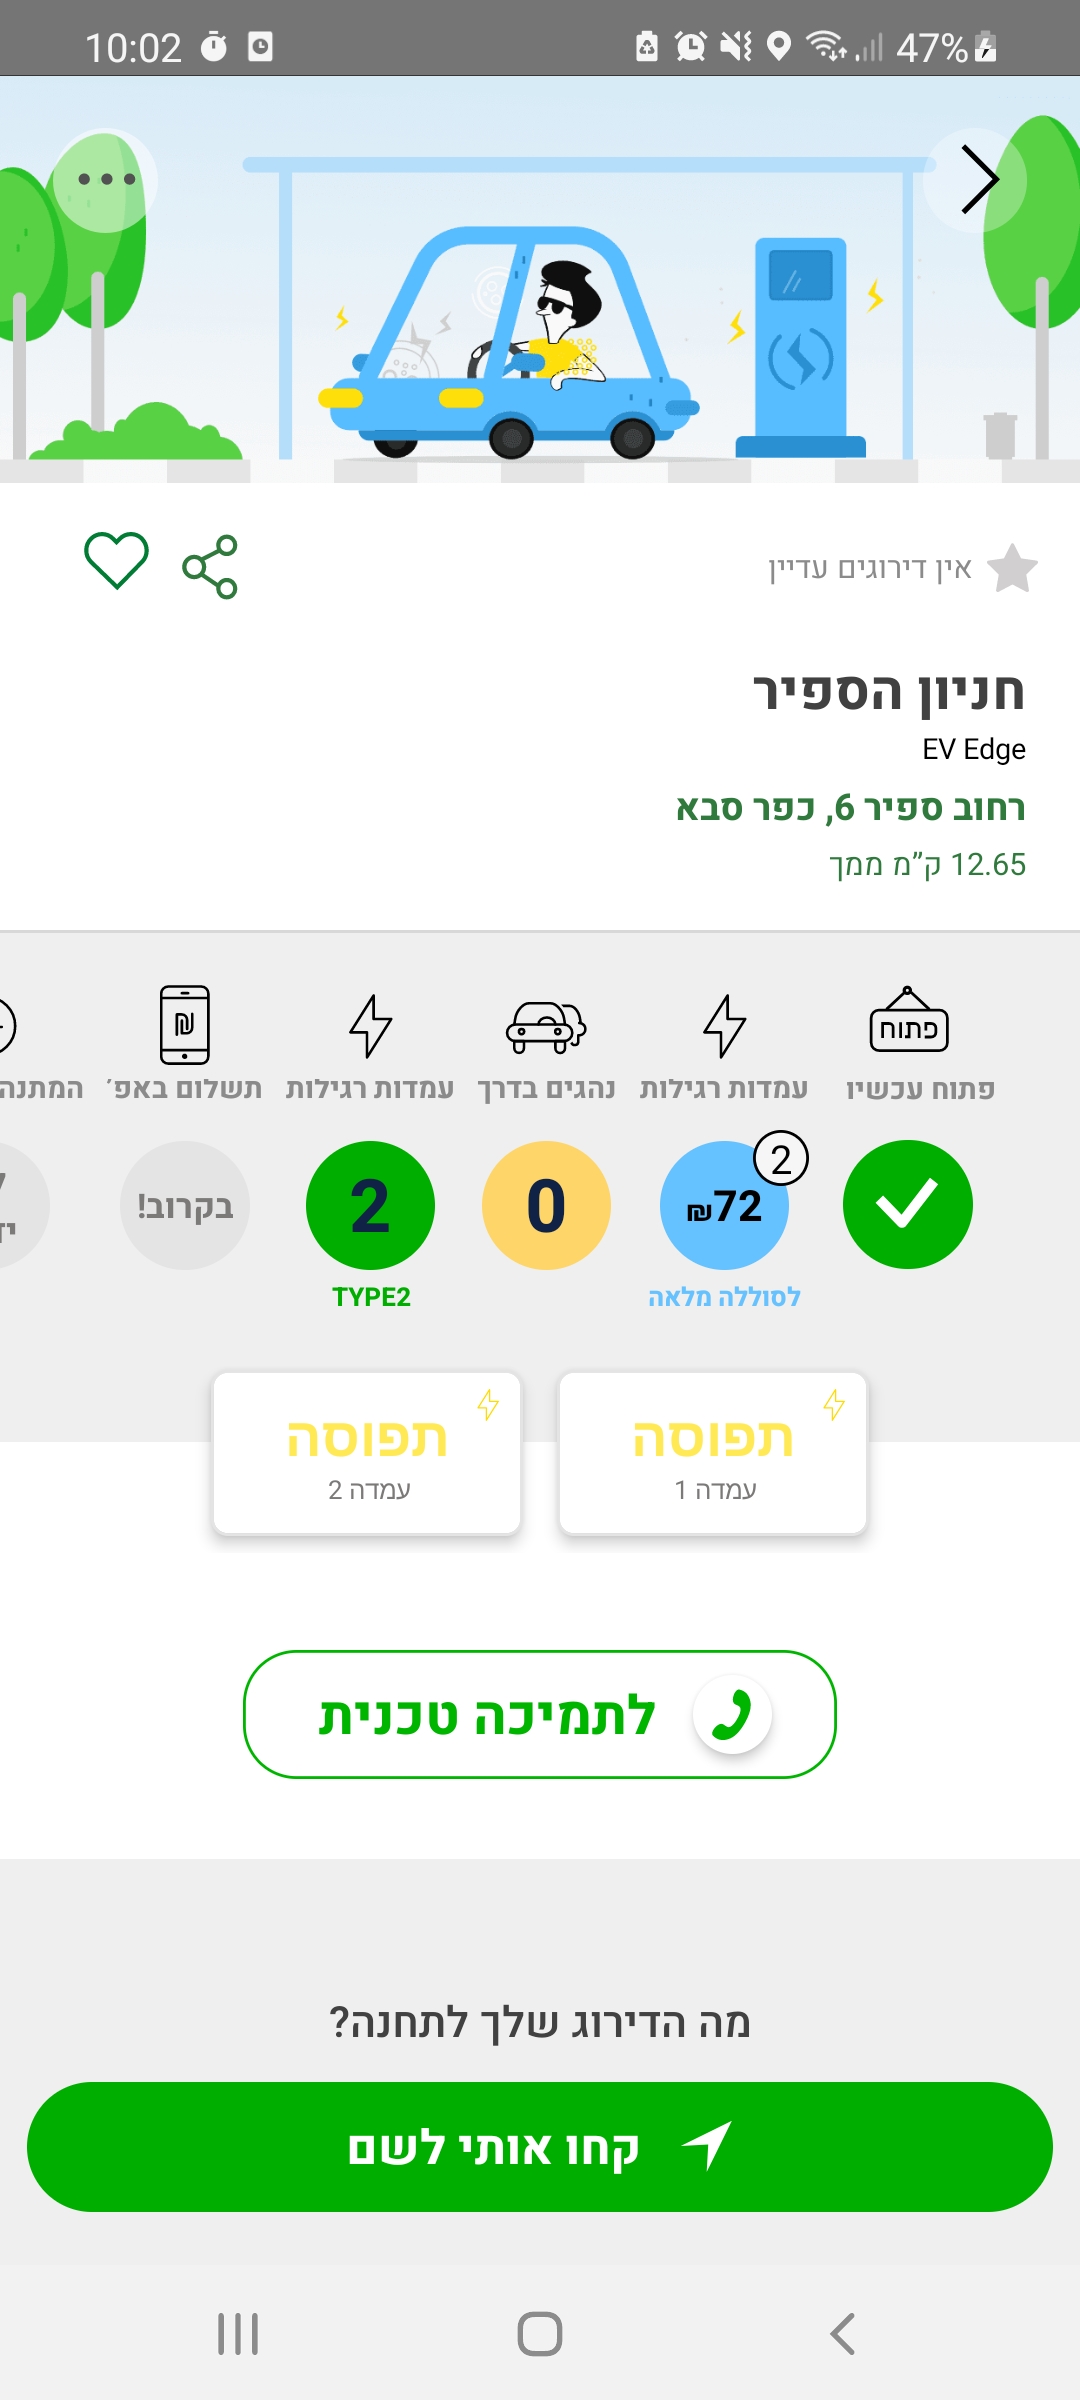 10:02
47%
אין דירוגים עדיין
חניון הספיר
EV Edge
רחוב ספיר 6, כפר סבא
12.65 ק״מ ממך
פתוח
פתוח עכשיו
עמדות רגילות
נהגים בדרך
עמדות רגילות
תשלום באפ׳
2
72₪
0
2
בקרוב!
לסוללה מלאה
TYPE2
תפוסה
עמדה 1
תפוסה
עמדה 2
לתמיכה טכנית
מה הדירוג שלך לתחנה?
קחו אותי לשם